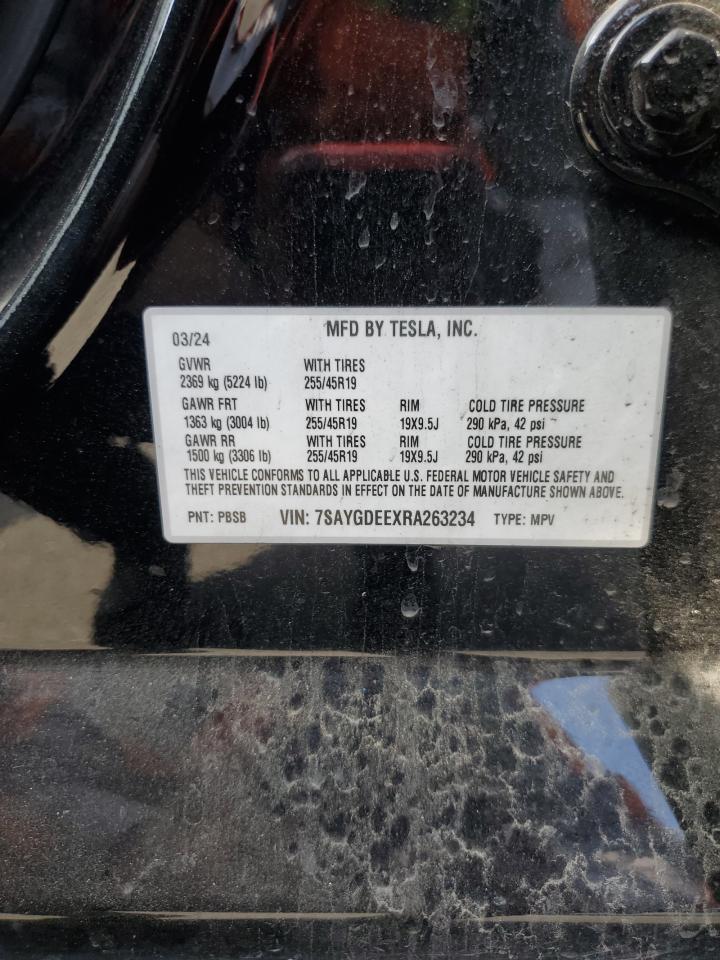 03/24 MFD BY TESLA, INC.
GVWR WITH TIRES
2369 kg (5224 lb) 255/45R19
GAWR FRT WITH TIRES RIM COLD TIRE PRESSURE
1363 kg (3004 lb) 255/45R19 19X9.5J 290 kPa, 42 psi
GAWR RR WITH TIRES RIM COLD TIRE PRESSURE
1500 kg (3306 lb) 255/45R19 19X9.5J 290 kPa, 42 psi
THIS VEHICLE CONFORMS TO ALL APPLICABLE U.S. FEDERAL MOTOR VEHICLE SAFETY AND
THEFT PREVENTION STANDARDS IN EFFECT ON THE DATE OF MANUFACTURE SHOWN ABOVE.
PNT: PBSB VIN: 7SAYGDEEXRA263234 TYPE: MPV